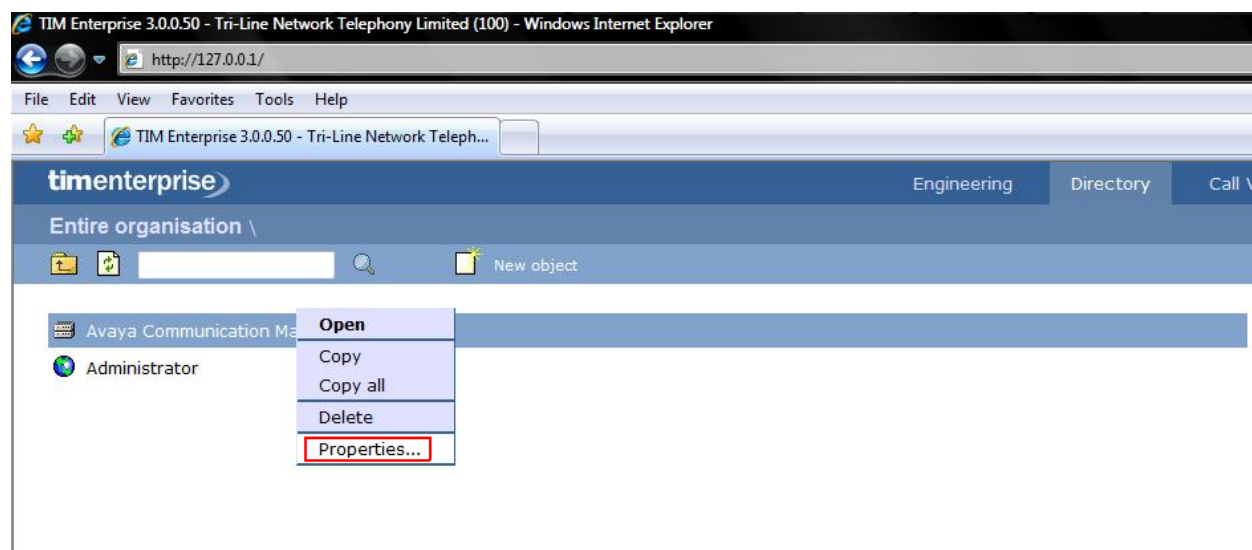 TIM Enterprise 3.0.0.50 - Tri-Line Network Telephony Limited (100) - Windows Internet Explorer
http://127.0.0.1/
File Edit View Favorites Tools Help
TIM Enterprise 3.0.0.50 - Tri-Line Network Teleph...
timenterprise
Engineering Directory Call
Entire organisation \
New object
Avaya Communication Ma
Administrator
Open
Copy
Copy all
Delete
Properties...